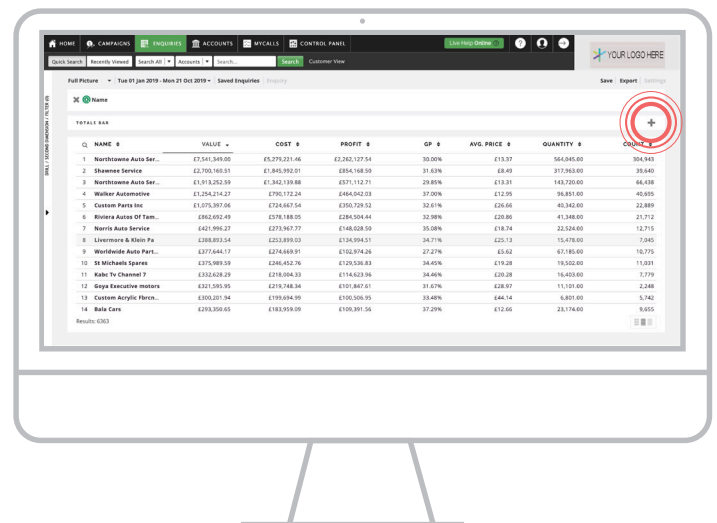 HOME CAMPAIGNS ENQUIRIES ACCOUNTS MYCALLS CONTROL PANEL Live Help Online ?
YOUR LOGO HERE
Quick Search Recently Viewed Search All Accounts Search... Search Customer View
Full Picture Tue 01 Jan 2019 - Mon 21 Oct 2019 Saved Enquiries Enquiry Save Export Settings
DRILL / SECOND DIMENSION / FILTER (0)
Name
TOTALS BAR
NAME VALUE COST PROFIT GP AVG. PRICE QUANTITY COUNT
1 Northtowne Auto Ser... £7,541,349.00 £5,279,221.46 £2,262,127.54 30.00% £13.37 564,045.00 304,943
2 Shawnee Service £2,700,160.51 £1,845,992.01 £854,168.50 31.63% £8.49 317,963.00 39,640
3 Northtowne Auto Ser... £1,913,252.59 £1,342,139.88 £571,112.71 29.85% £13.31 143,720.00 66,438
4 Walker Automotive £1,254,214.27 £790,172.24 £464,042.03 37.00% £12.95 96,851.00 40,655
5 Custom Parts Inc £1,075,397.06 £724,667.54 £350,729.52 32.61% £26.66 40,342.00 22,889
6 Riviera Autos Of Tam... £862,692.49 £578,188.05 £284,504.44 32.98% £20.86 41,348.00 21,712
7 Norris Auto Service £421,996.27 £273,967.77 £148,028.50 35.08% £18.74 22,524.00 12,715
8 Livermore & Klein Pa £388,893.54 £253,899.03 £134,994.51 34.71% £25.13 15,478.00 7,045
9 Worldwide Auto Part... £377,644.17 £274,669.91 £102,974.26 27.27% £5.62 67,185.00 10,775
10 St Michaels Spares £375,989.59 £246,452.76 £129,536.83 34.45% £19.28 19,502.00 11,031
11 Kabc Tv Channel 7 £332,628.29 £218,004.33 £114,623.96 34.46% £20.28 16,403.00 7,779
12 Goya Executive motors £321,595.95 £219,748.34 £101,847.61 31.67% £28.97 11,101.00 2,248
13 Custom Acrylic Fbrcn... £300,201.94 £199,694.99 £100,506.95 33.48% £44.14 6,801.00 5,742
14 Bala Cars £293,350.65 £183,959.09 £109,391.56 37.29% £12.66 23,174.00 9,655
Results: 6363